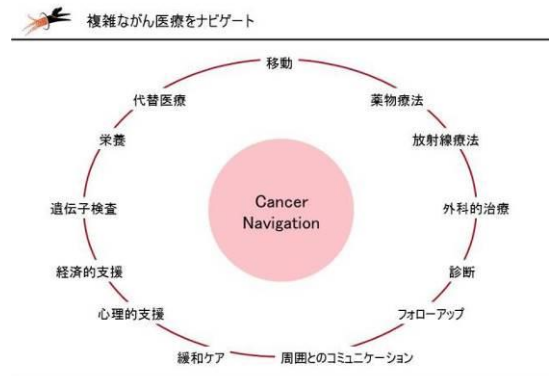 複雑ながん医療をナビゲート
移動
代替医療
薬物療法
栄養
放射線療法
Cancer
Navigation
遺伝子検査
外科的治療
経済的支援
診断
心理的支援
フォローアップ
緩和ケア
周囲とのコミュニケーション